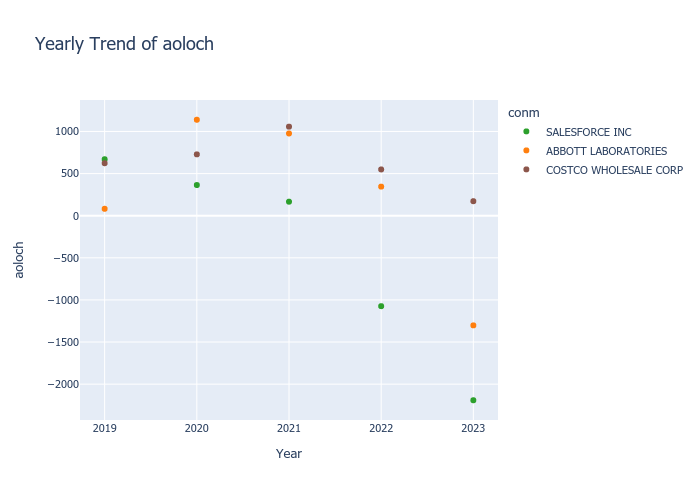 Yearly Trend of aoloch
conm
SALESFORCE INC
ABBOTT LABORATORIES
COSTCO WHOLESALE CORP
aoloch
1000
500
0
−500
−1000
−1500
−2000
2019 2020 2021 2022 2023
Year